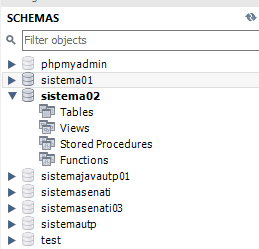 SCHEMAS
Filter objects
phpmyadmin
sistema01
sistema02
Tables
Views
Stored Procedures
Functions
sistemajavautp01
sistemasenati
sistemasenati03
sistemautp
test